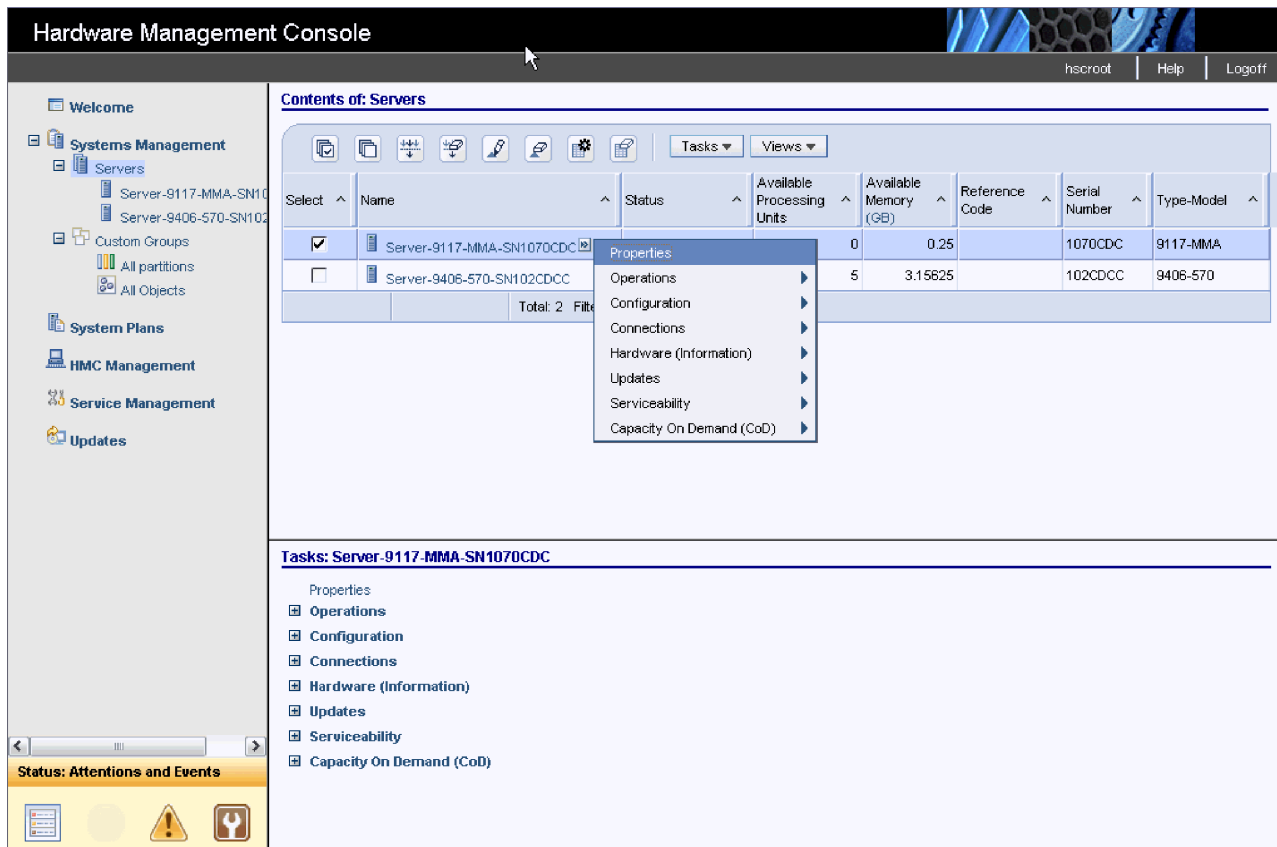 Hardware Management Console
hscroot Help Logoff
Welcome
Systems Management
Servers
Server-9117-MMA-SN10
Server-9406-570-SN102
Custom Groups
All partitions
All Objects
System Plans
HMC Management
Service Management
Updates
Status: Attentions and Events
Contents of: Servers
Tasks Views
Select Name Status Available Processing Units Available Memory (GB) Reference Code Serial Number Type-Model
Server-9117-MMA-SN1070CDC 0 0.25 1070CDC 9117-MMA
Server-9406-570-SN102CDCC 5 3.15625 102CDCC 9406-570
Total: 2 Filte
Properties
Operations
Configuration
Connections
Hardware (Information)
Updates
Serviceability
Capacity On Demand (CoD)
Tasks: Server-9117-MMA-SN1070CDC
Properties
Operations
Configuration
Connections
Hardware (Information)
Updates
Serviceability
Capacity On Demand (CoD)